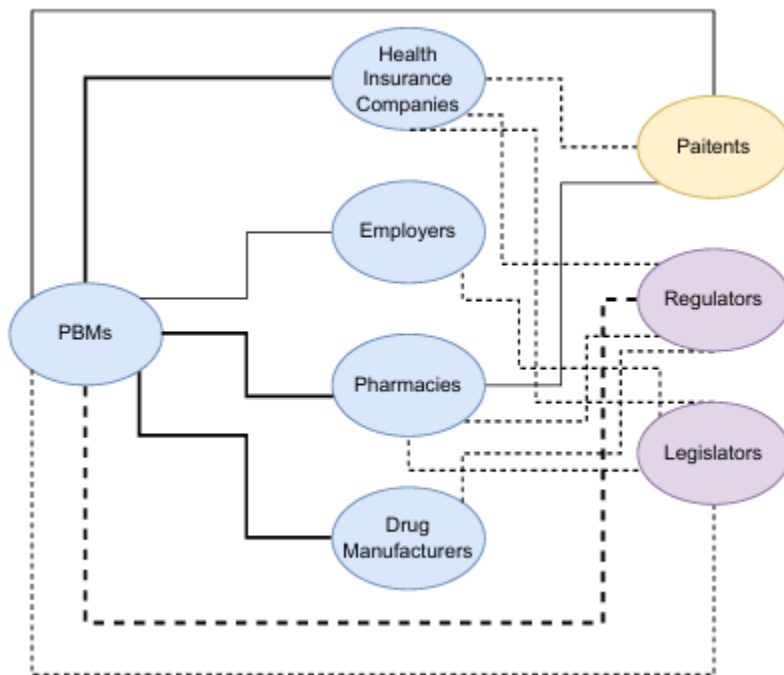 Health
Insurance
Companies
Paitents
Employers
Regulators
PBMs
Pharmacies
Legislators
Drug
Manufacturers